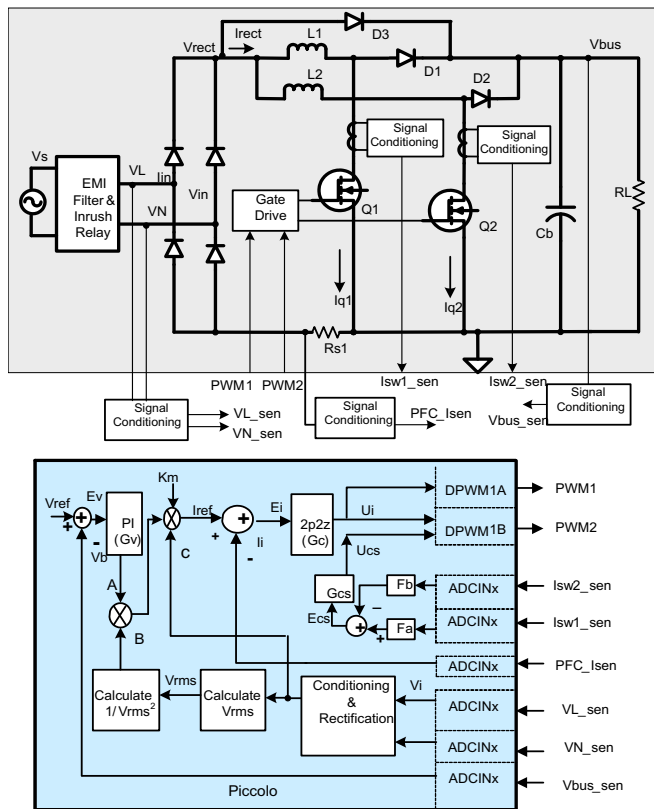 L1
D3
Vrect
Irect
Vbus
D1
L2
D2
Vs
VL
Iin
Signal
Conditioning
Signal
Conditioning
EMI
Filter &
Inrush
Relay
Vin
VN
Gate
Drive
Q1
Q2
RL
Cb
Iq1
Iq2
Rs1
PWM1
PWM2
Isw1_sen
Isw2_sen
Signal
Conditioning
VL_sen
VN_sen
Signal
Conditioning
PFC_Isen
Vbus_sen
Signal
Conditioning
Km
Vref
Ev
PI
(Gv)
Vb
Iref
Ei
Ii
2p2z
(Gc)
Ui
Ucs
DPWM1A
PWM1
DPWM1B
PWM2
C
A
B
Gcs
Ecs
Fb
Fa
ADCINx
Isw2_sen
ADCINx
Isw1_sen
ADCINx
PFC_Isen
Calculate
1/Vrms²
Vrms
Calculate
Vrms
Conditioning
&
Rectification
Vi
ADCINx
VL_sen
ADCINx
VN_sen
ADCINx
Vbus_sen
Piccolo
+
-
+
-
+
+
−
+